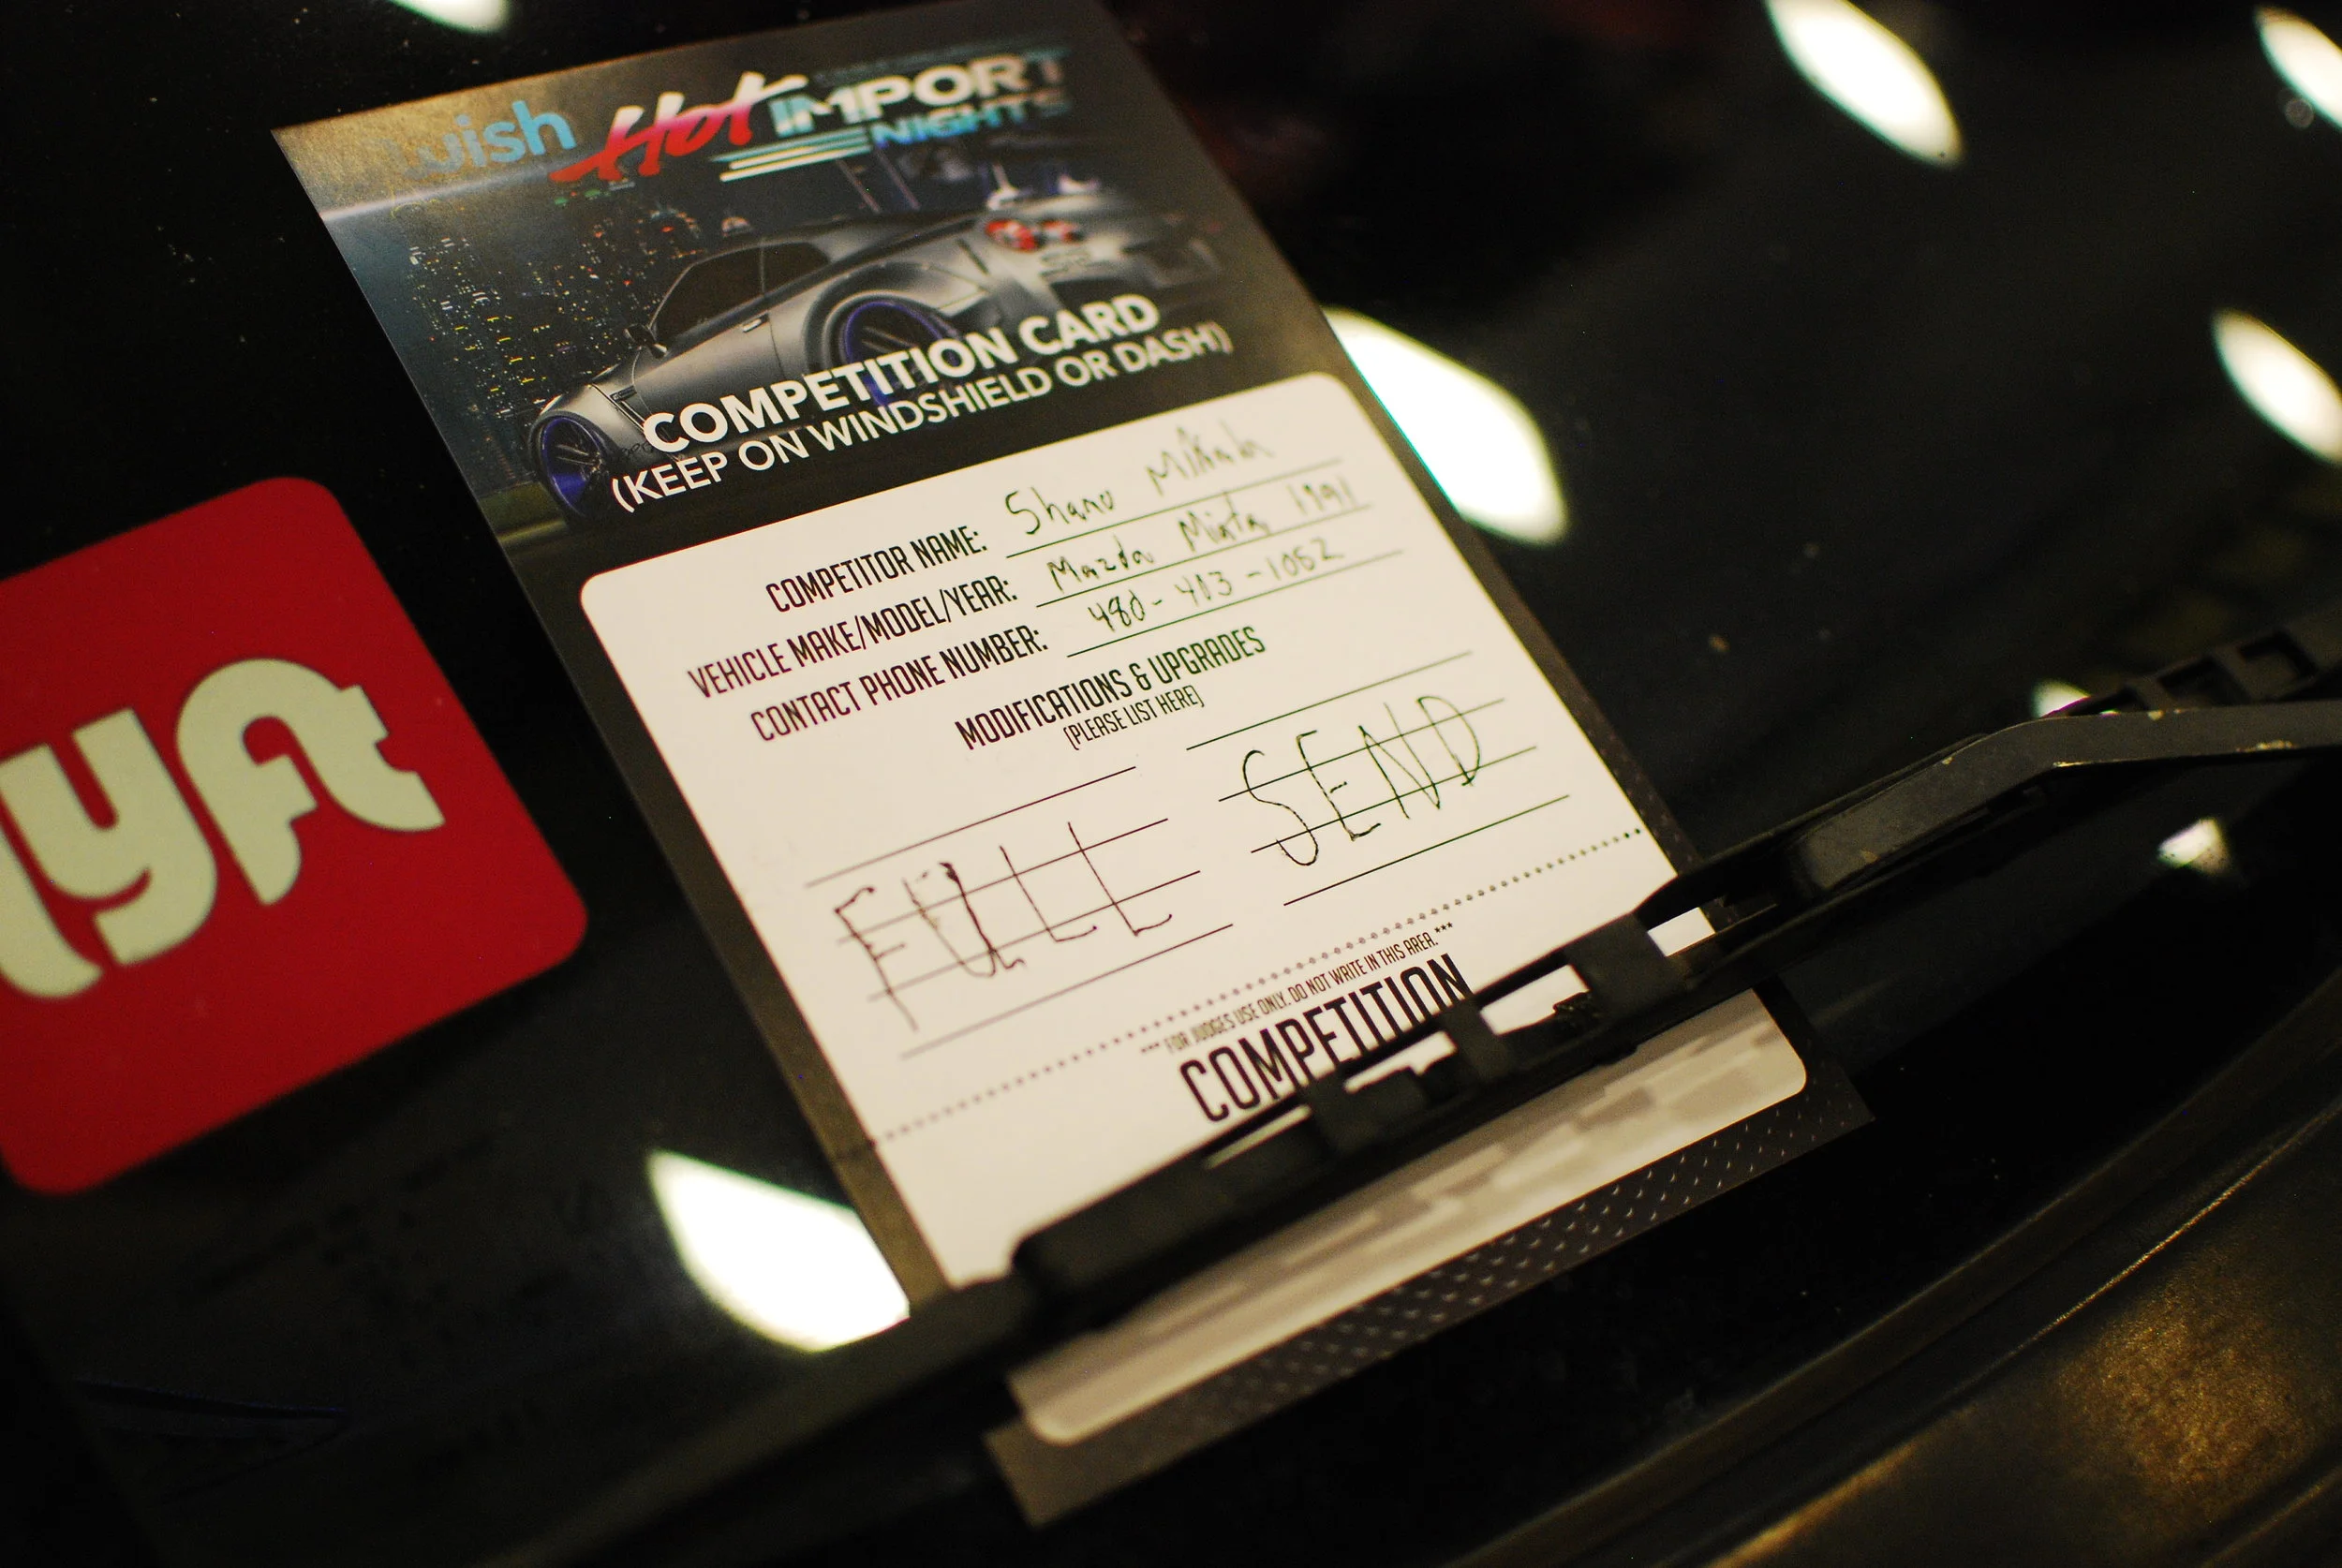 wish Hot IMPORT
NIGHTS
COMPETITION CARD
(KEEP ON WINDSHIELD OR DASH)
COMPETITOR NAME: Shane
VEHICLE MAKE/MODEL/YEAR: Mazda Miata 1991
CONTACT PHONE NUMBER: 480-403-1052
MODIFICATIONS & UPGRADES
(PLEASE LIST HERE)
FULL SEND
*** FOR JUDGES USE ONLY. DO NOT WRITE IN THIS AREA.***
COMPETITION
lyft